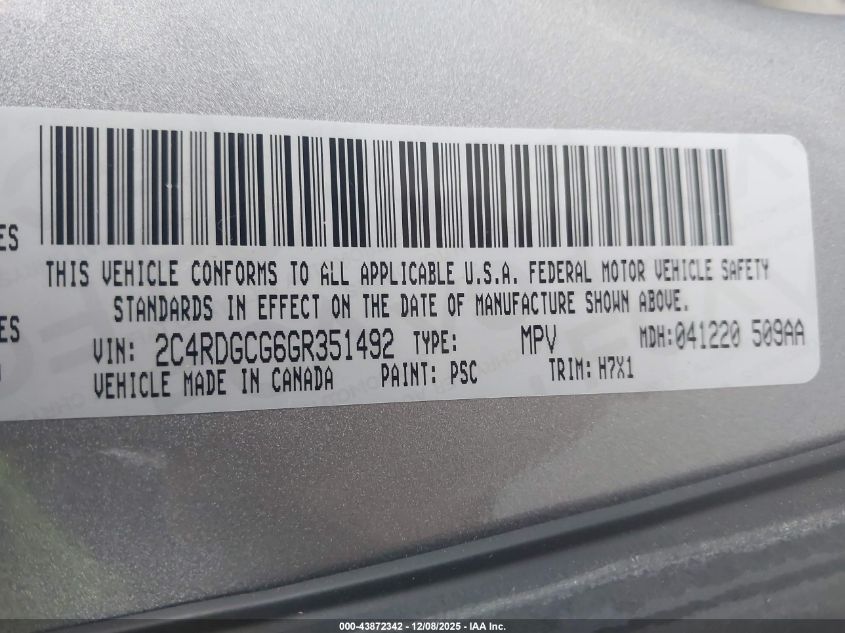 ES
THIS VEHICLE CONFORMS TO ALL APPLICABLE U.S.A. FEDERAL MOTOR VEHICLE SAFETY
STANDARDS IN EFFECT ON THE DATE OF MANUFACTURE SHOWN ABOVE.
ES
VIN: 2C4RDGCG6GR351492 TYPE: MPV MDH:041220 509AA
VEHICLE MADE IN CANADA PAINT: PSC TRIM: H7X1
000-43872342 - 12/08/2025 - IAA Inc.